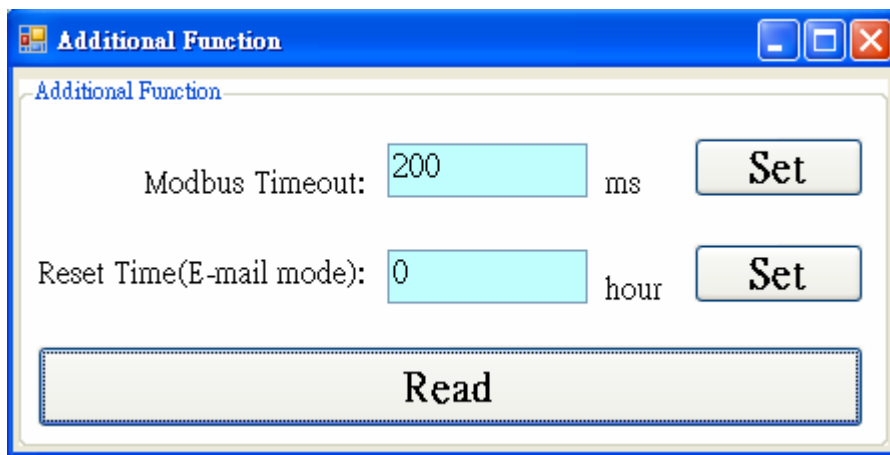 Additional Function
Additional Function
Modbus Timeout: 200 ms Set
Reset Time(E-mail mode): 0 hour Set
Read